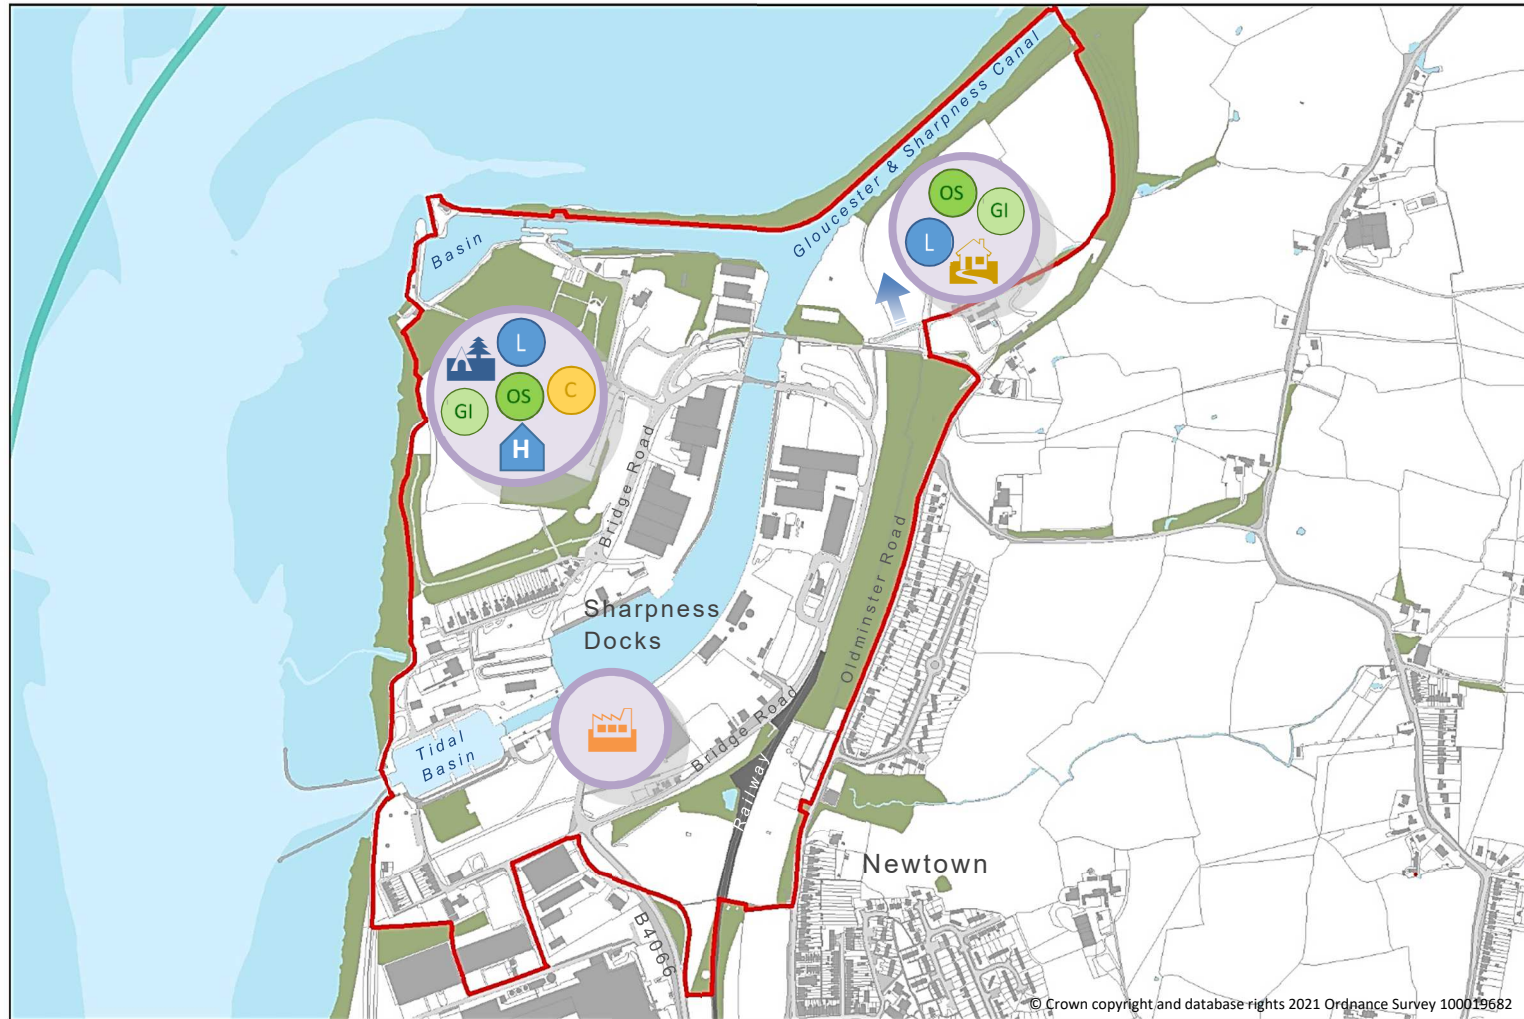 Gloucester & Sharpness Canal
OS
GI
L
Basin
L
OS
C
GI
H
Bridge Road
Oldminster Road
Sharpness
Docks
Tidal
Basin
Bridge Road
Railway
Newtown
B4066
© Crown copyright and database rights 2021 Ordnance Survey 100019682